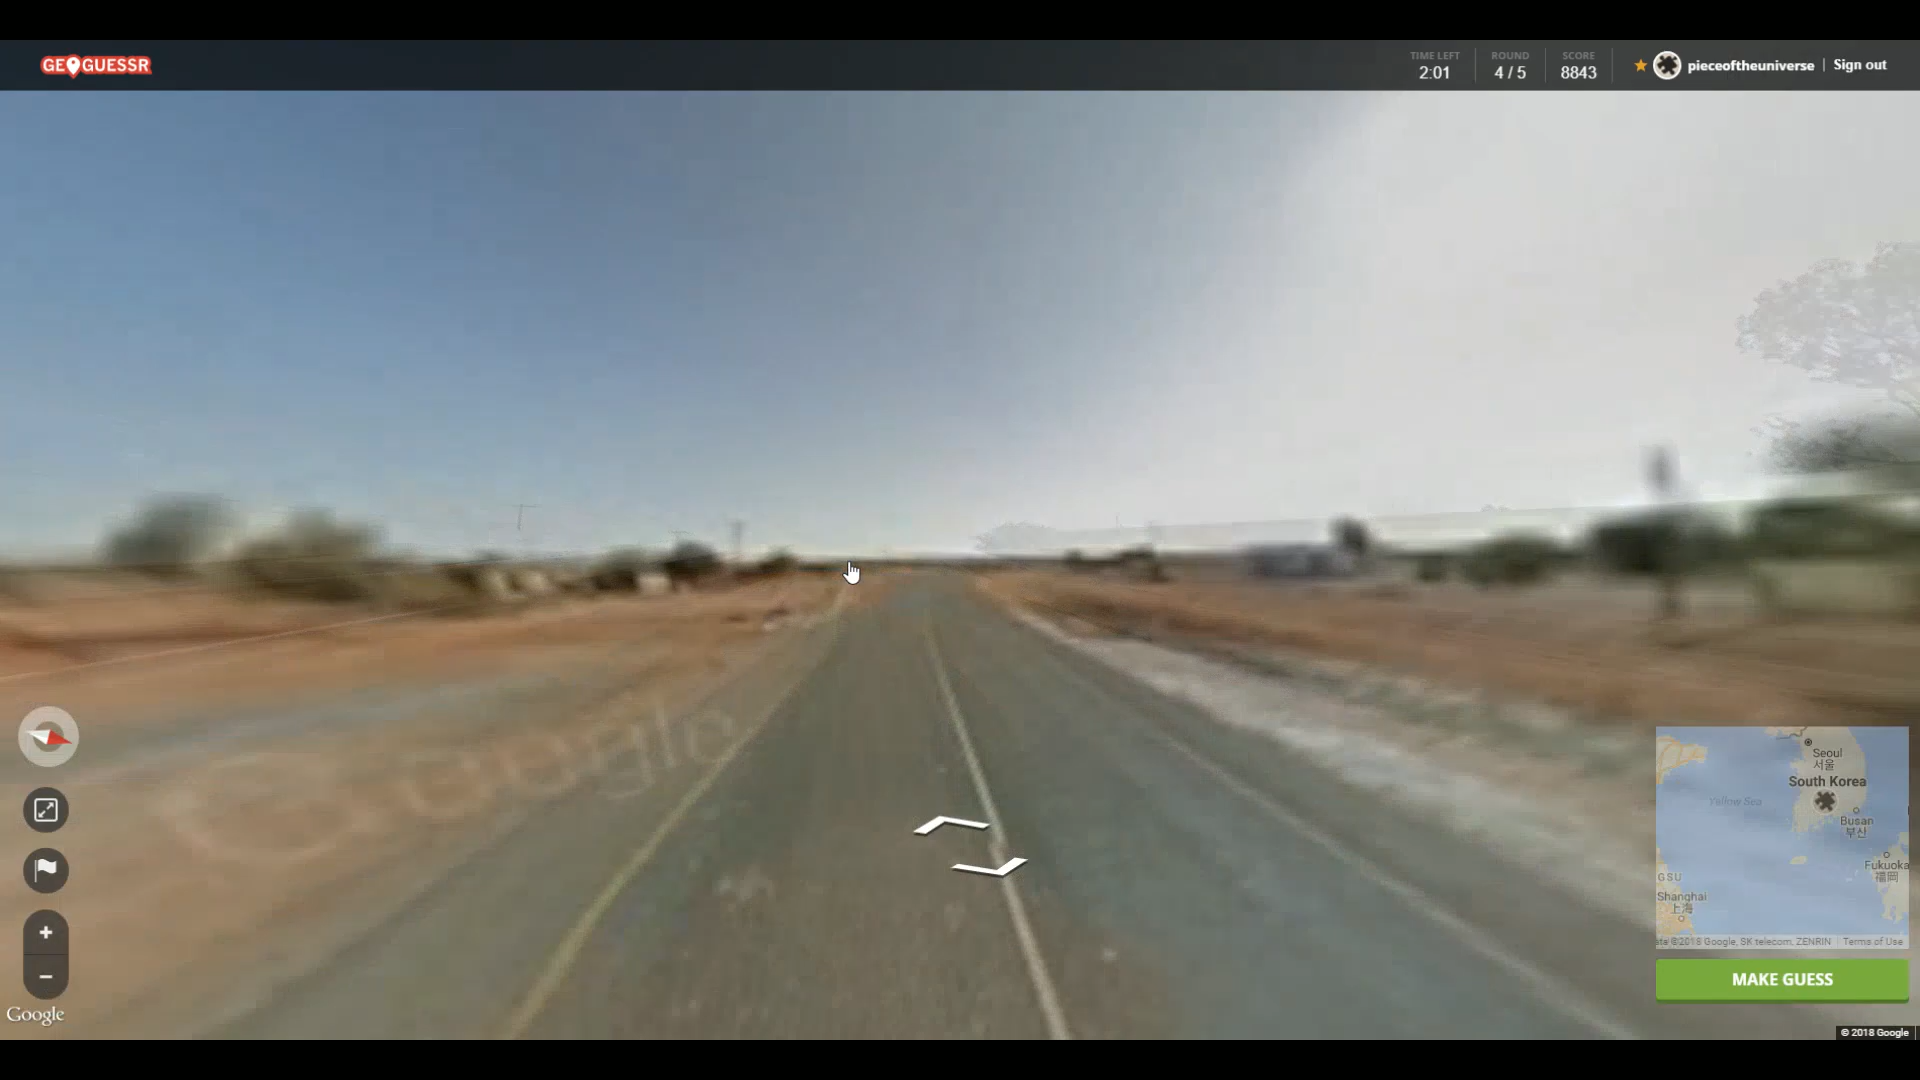 GEOGUESSR
TIME LEFT
2:01
ROUND
4 / 5
SCORE
8843
pieceoftheuniverse | Sign out
Google
Seoul
서울
South Korea
Yellow Sea
Busan
부산
Fukuoka
福岡
GSU
Shanghai
上海
©2018 Google, SK telecom, ZENRIN
Terms of Use
MAKE GUESS
+
−
Google
© 2018 Google